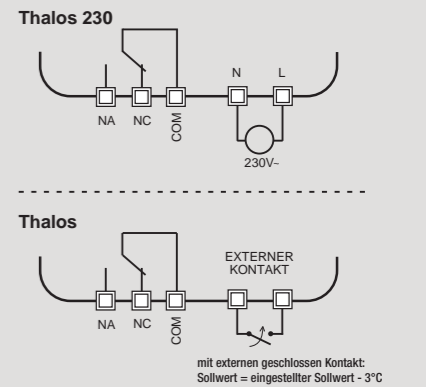 Thalos 230
N L
NA NC COM
230V~
Thalos
EXTERNER
KONTAKT
NA NC COM
mit externen geschlossen Kontakt:
Sollwert = eingestellter Sollwert - 3°C